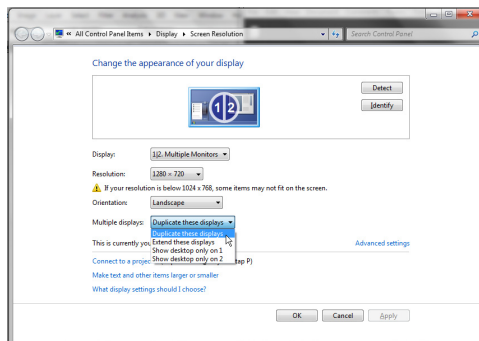 « All Control Panel Items ▸ Display ▸ Screen Resolution
Search Control Panel
Change the appearance of your display
Detect
Identify
1|2
Display:
1|2. Multiple Monitors
Resolution:
1280 × 720
If your resolution is below 1024 x 768, some items may not fit on the screen.
Orientation:
Landscape
Multiple displays:
Duplicate these displays
Duplicate these displays
Extend these displays
Show desktop only on 1
Show desktop only on 2
This is currently you
Advanced settings
Connect to a projec
tap P)
Make text and other items larger or smaller
What display settings should I choose?
OK
Cancel
Apply